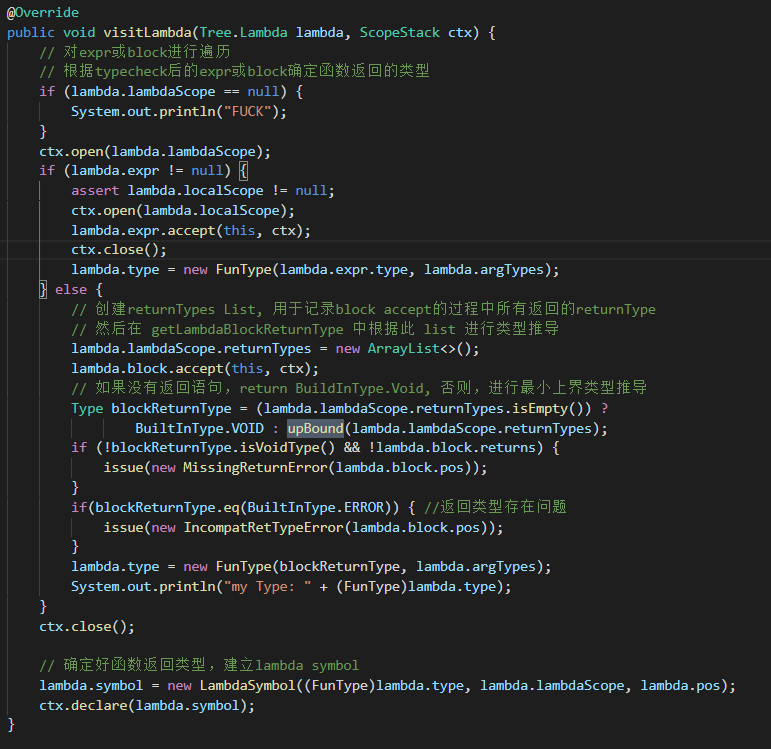 @Override
public void visitLambda(Tree.Lambda lambda, ScopeStack ctx) {
// 对expr或block进行遍历
// 根据typecheck后的expr或block确定函数返回的类型
if (lambda.lambdaScope == null) {
System.out.println("FUCK");
}
ctx.open(lambda.lambdaScope);
if (lambda.expr != null) {
assert lambda.localScope != null;
ctx.open(lambda.localScope);
lambda.expr.accept(this, ctx);
ctx.close();
lambda.type = new FunType(lambda.expr.type, lambda.argTypes);
} else {
// 创建returnTypes List, 用于记录block accept的过程中所有返回的returnType
// 然后在 getLambdaBlockReturnType 中根据此 list 进行类型推导
lambda.lambdaScope.returnTypes = new ArrayList<>();
lambda.block.accept(this, ctx);
// 如果没有返回语句，return BuildInType.Void, 否则，进行最小上界类型推导
Type blockReturnType = (lambda.lambdaScope.returnTypes.isEmpty()) ?
BuiltInType.VOID : upBound(lambda.lambdaScope.returnTypes);
if (!blockReturnType.isVoidType() && !lambda.block.returns) {
issue(new MissingReturnError(lambda.block.pos));
}
if(blockReturnType.eq(BuiltInType.ERROR)) { //返回类型存在问题
issue(new IncompatRetTypeError(lambda.block.pos));
}
lambda.type = new FunType(blockReturnType, lambda.argTypes);
System.out.println("my Type: " + (FunType)lambda.type);
}
ctx.close();
// 确定好函数返回类型，建立lambda symbol
lambda.symbol = new LambdaSymbol((FunType)lambda.type, lambda.lambdaScope, lambda.pos);
ctx.declare(lambda.symbol);
}